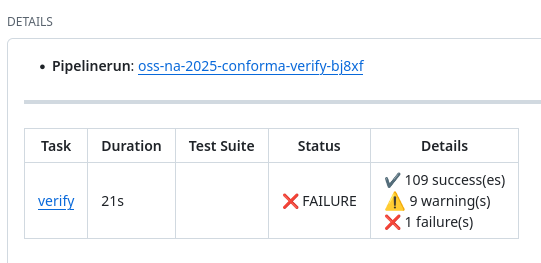 DETAILS
• Pipelinerun: oss-na-2025-conforma-verify-bj8xf
Task Duration Test Suite Status Details
verify 21s ❌ FAILURE ✔️ 109 success(es)
⚠️ 9 warning(s)
❌ 1 failure(s)